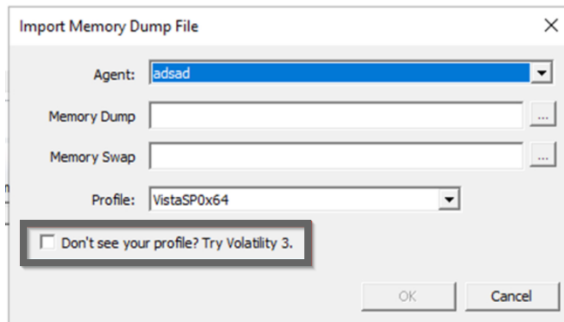 Import Memory Dump File
Agent: adsad
Memory Dump ...
Memory Swap ...
Profile: VistaSP0x64
Don't see your profile? Try Volatility 3.
OK Cancel